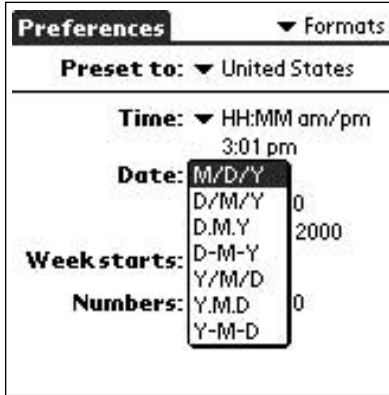 Preferences ▼ Formats
Preset to: ▼ United States
Time: ▼ HH:MM am/pm
3:01 pm
Date: M/D/Y
D/M/Y 0
D.M.Y 2000
D-M-Y
Week starts:
Y/M/D
Numbers: Y.M.D 0
Y-M-D